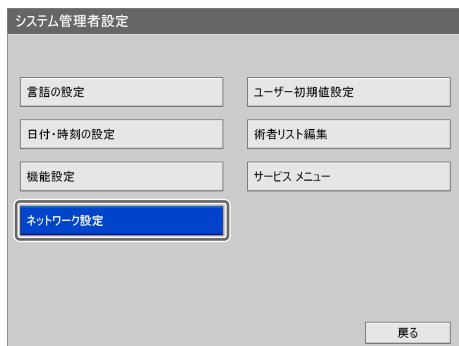 システム管理者設定
言語の設定
ユーザー初期値設定
日付・時刻の設定
術者リスト編集
機能設定
サービス メニュー
ネットワーク設定
戻る